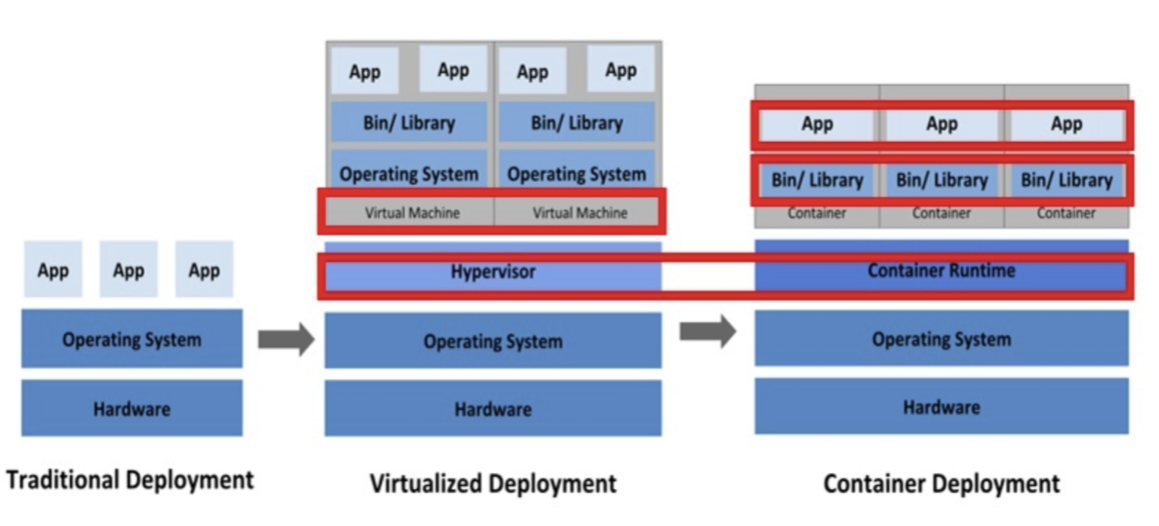 App App App
Operating System
Hardware
Traditional Deployment
App App App App
Bin/ Library Bin/ Library
Operating System Operating System
Virtual Machine Virtual Machine
Hypervisor
Operating System
Hardware
Virtualized Deployment
App App App
Bin/ Library Bin/ Library Bin/ Library
Container Container Container
Container Runtime
Operating System
Hardware
Container Deployment